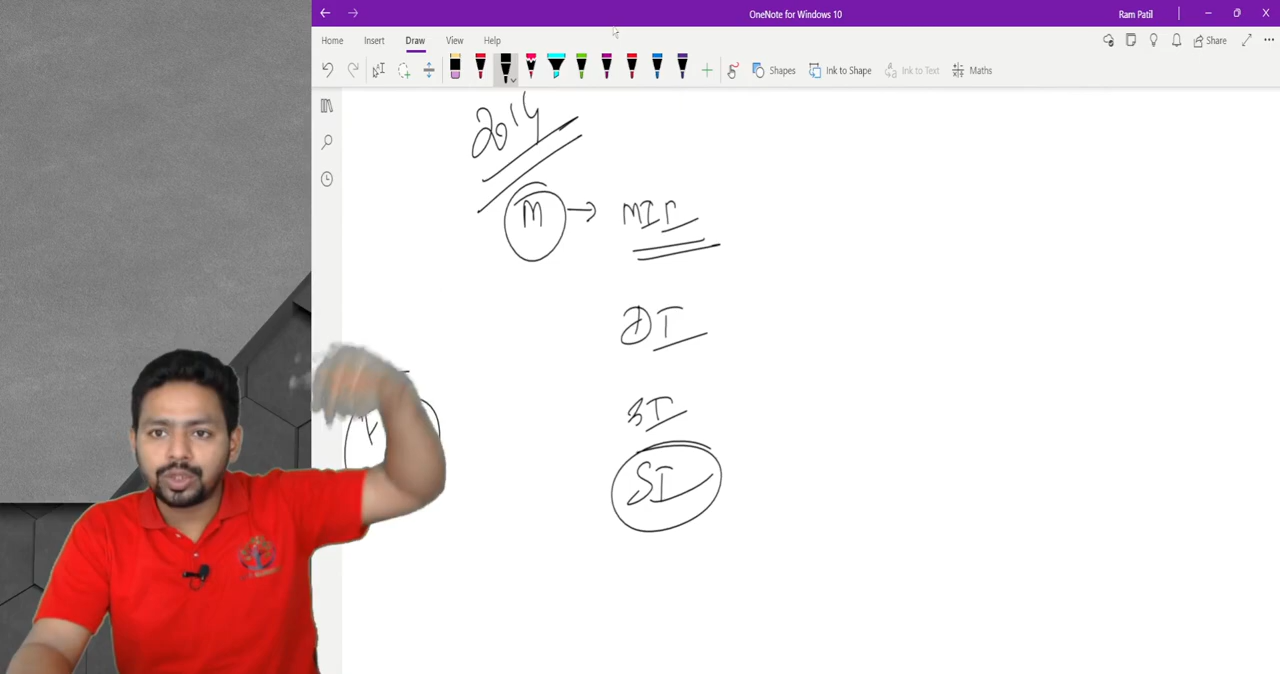 OneNote for Windows 10
Ram Patil
Home Insert Draw View Help
Share
Shapes Ink to Shape Ink to Text Maths
2014
M → MIP
DI
3I
SI